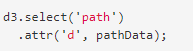 d3.select('path')
  .attr('d', pathData);